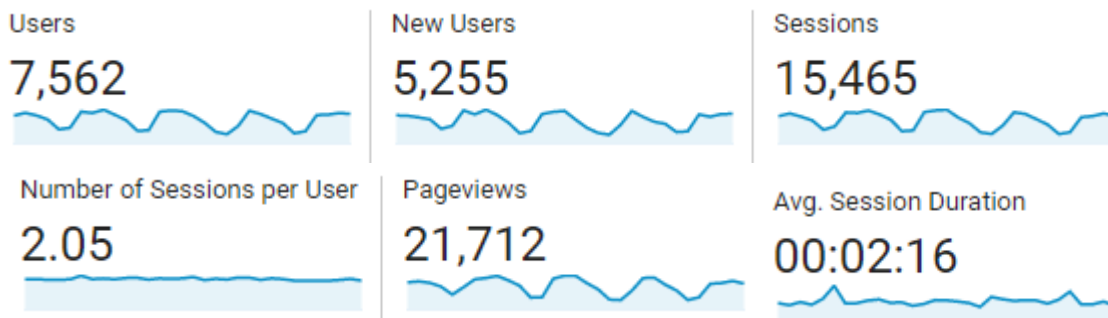 Users
7,562
New Users
5,255
Sessions
15,465
Number of Sessions per User
2.05
Pageviews
21,712
Avg. Session Duration
00:02:16